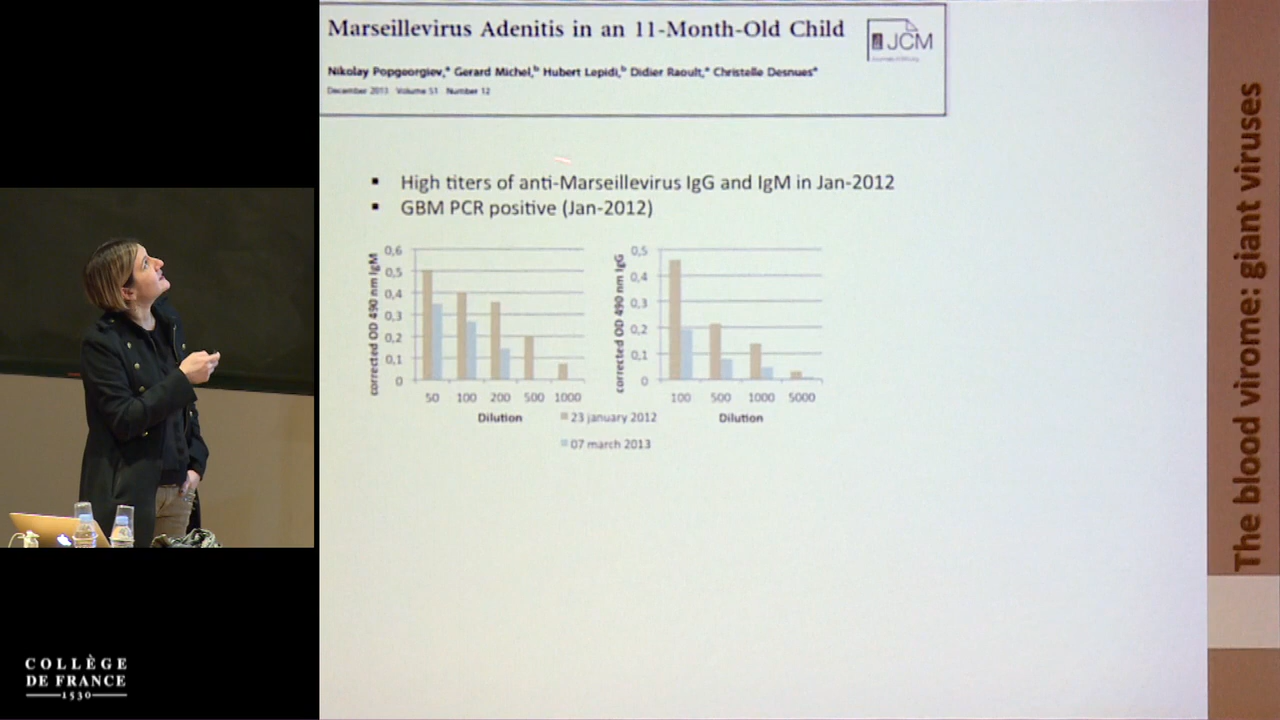 Marseillevirus Adenitis in an 11-Month-Old Child
JCM
Nikolay Popgeorgiev,ᵃ Gerard Michel,ᵇ Hubert Lepidi,ᵇ Didier Raoult,ᵃ Christelle Desnuesᵃ
December 2013 Volume 51 Number 12
▪ High titers of anti-Marseillevirus IgG and IgM in Jan-2012
▪ GBM PCR positive (Jan-2012)
corrected OD 490 nm IgM
0,6
0,5
0,4
0,3
0,2
0,1
0
50 100 200 500 1000
Dilution
corrected OD 490 nm IgG
0,5
0,4
0,3
0,2
0,1
0
100 500 1000 5000
Dilution
23 january 2012
07 march 2013
The blood virome: giant viruses
COLLÈGE
DE FRANCE
1530